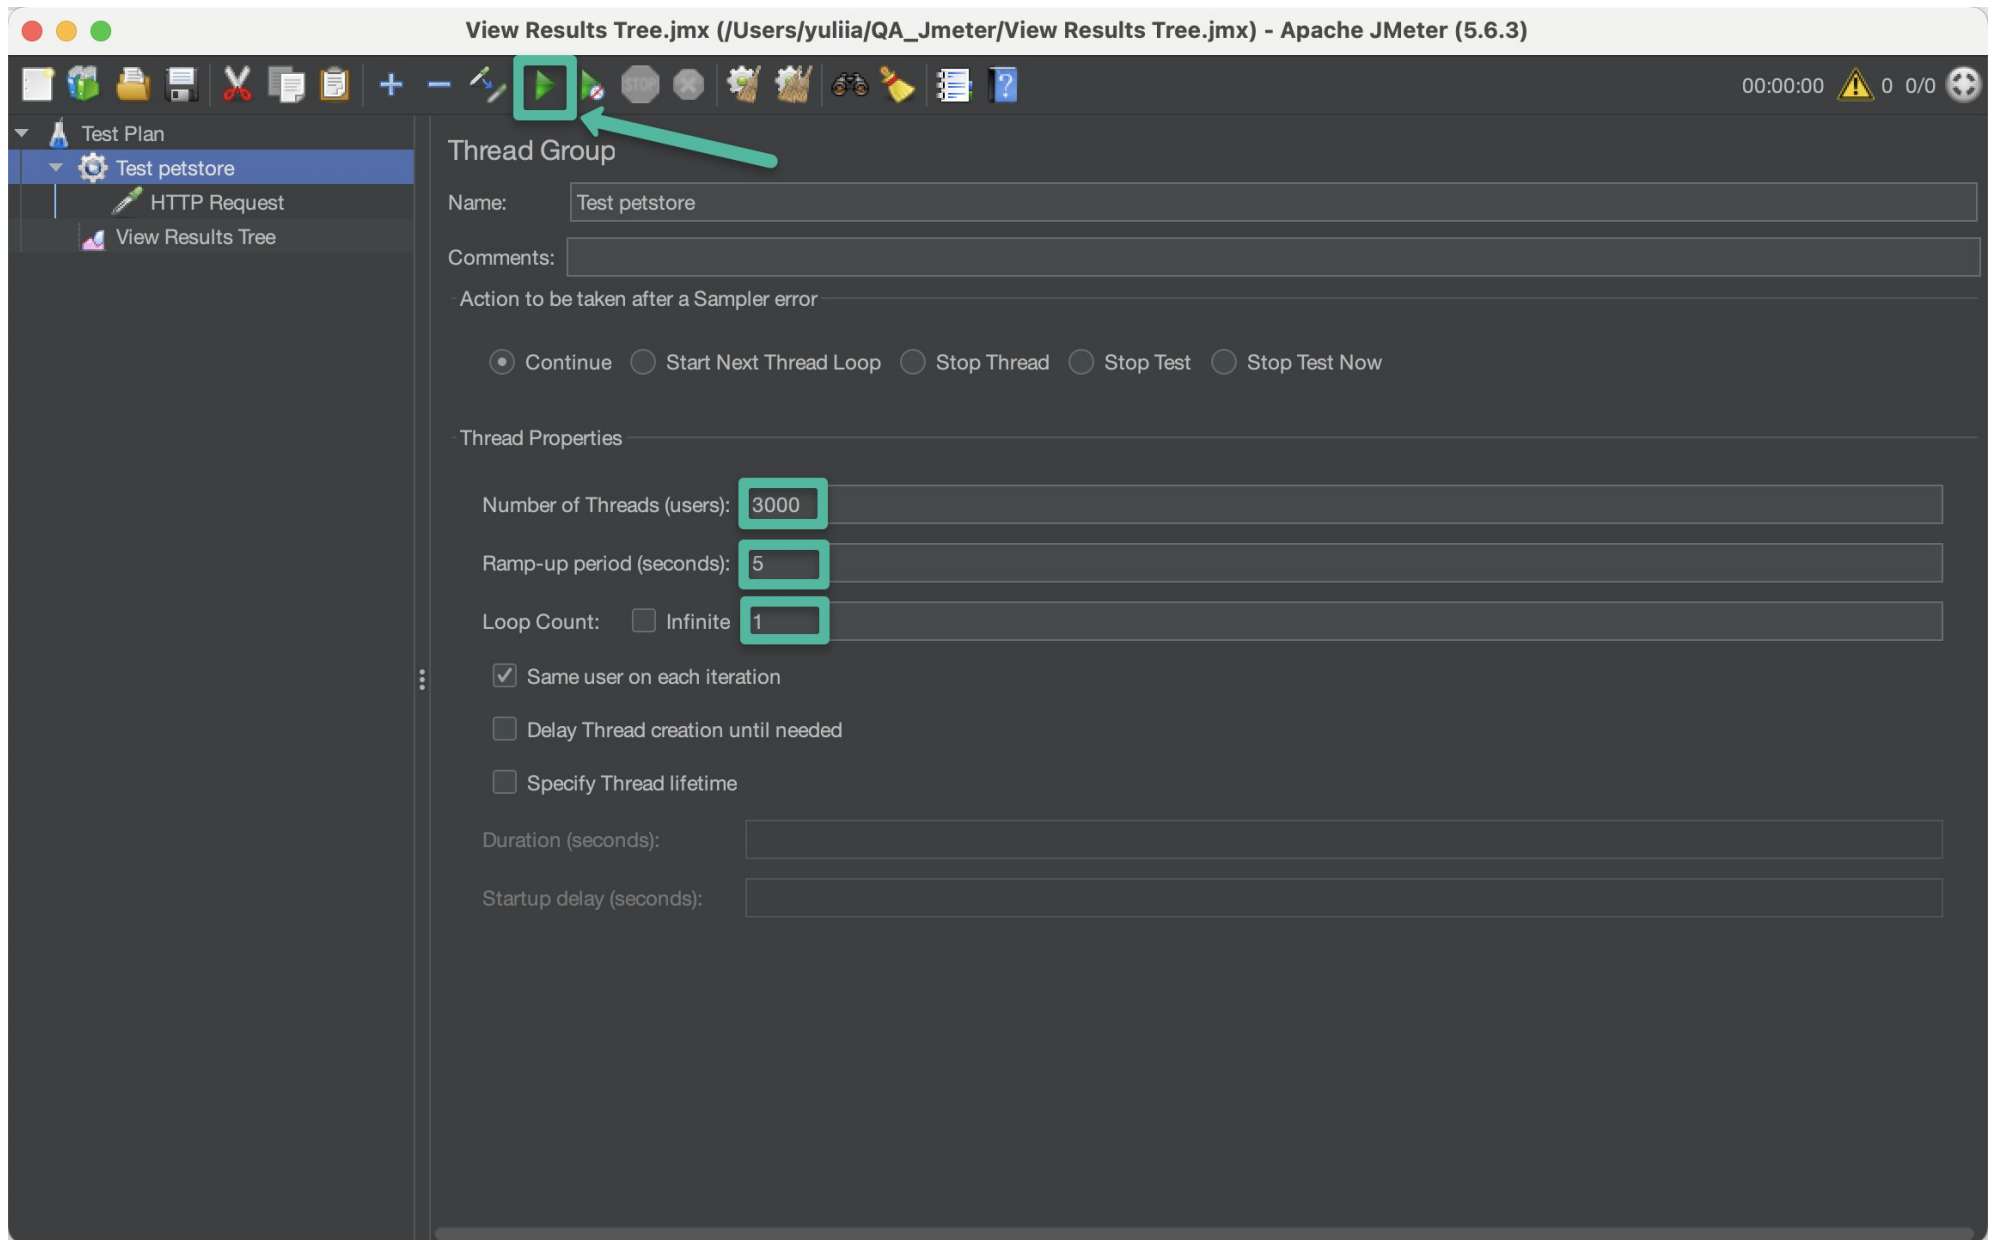 View Results Tree.jmx (/Users/yuliia/QA_Jmeter/View Results Tree.jmx) - Apache JMeter (5.6.3)
STOP
?
00:00:00 0 0/0
Test Plan
Test petstore
HTTP Request
View Results Tree
Thread Group
Name: Test petstore
Comments:
Action to be taken after a Sampler error
Continue Start Next Thread Loop Stop Thread Stop Test Stop Test Now
Thread Properties
Number of Threads (users): 3000
Ramp-up period (seconds): 5
Loop Count: Infinite 1
Same user on each iteration
Delay Thread creation until needed
Specify Thread lifetime
Duration (seconds):
Startup delay (seconds):